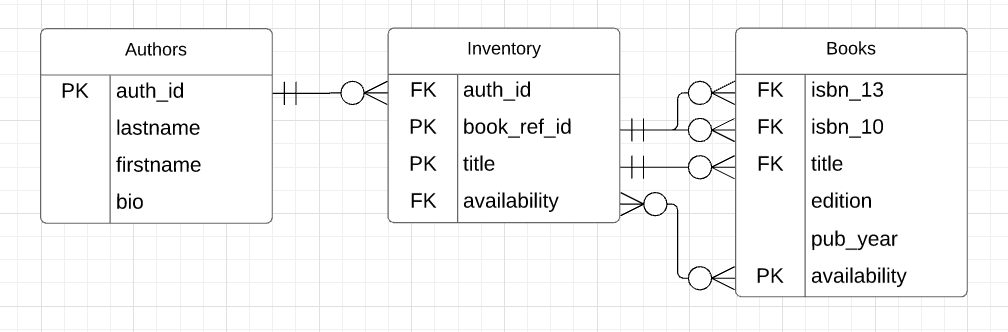 Authors
PK auth_id
lastname
firstname
bio
Inventory
FK auth_id
PK book_ref_id
PK title
FK availability
Books
FK isbn_13
FK isbn_10
FK title
edition
pub_year
PK availability